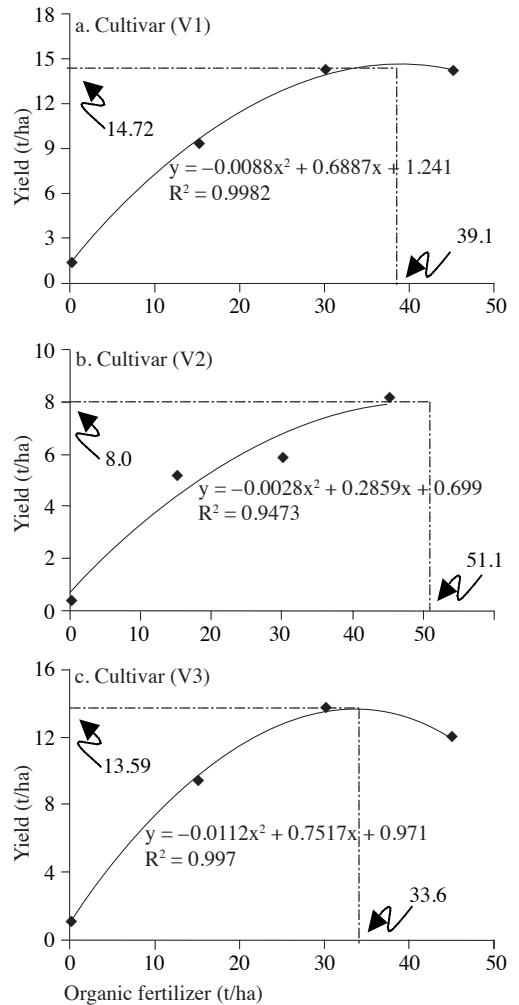 18
a. Cultivar (V1)
15
12
14.72
9
y = −0.0088x² + 0.6887x + 1.241
6
R² = 0.9982
39.1
3
0
0 10 20 30 40 50
Yield (t/ha)
10
b. Cultivar (V2)
8
8.0
6
y = −0.0028x² + 0.2859x + 0.699
4
R² = 0.9473
51.1
2
0
0 10 20 30 40 50
Yield (t/ha)
16
c. Cultivar (V3)
12
13.59
8
y = −0.0112x² + 0.7517x + 0.971
R² = 0.997
4
33.6
0
0 10 20 30 40 50
Yield (t/ha)
Organic fertilizer (t/ha)